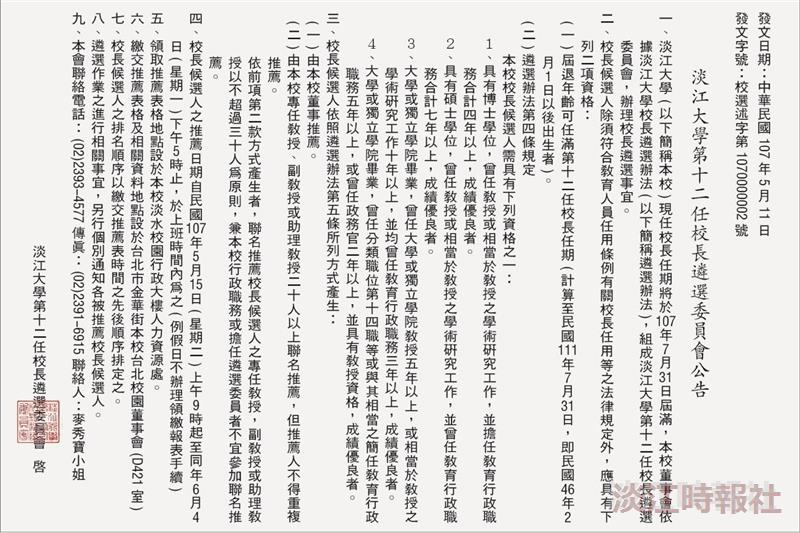 發文日期：中華民國 107 年 5 月 11 日
發文字號：校選述字第 1070000002 號
淡江大學第十二任校長遴選委員會公告
一、淡江大學（以下簡稱本校）現任校長任期將於107年7月31日屆滿，本校董事會依
據淡江大學校長遴選辦法（以下簡稱遴選辦法），組成淡江大學第十二任校長遴選
委員會，辦理校長遴選事宜。
二、校長候選人除須符合教育人員任用條例有關校長任用等之法律規定外，應具有下
列二項資格：
（一）屆退年齡可任滿第十二任校長任期（計算至民國111年7月31日，即民國46年2
月1日以後出生者）。
（二）遴選辦法第四條規定
本校校長候選人需具有下列資格之一：
1、具有博士學位，曾任教授或相當於教授之學術研究工作，並擔任教育行政職
務合計四年以上，成績優良者。
2、具有碩士學位，曾任教授或相當於教授之學術研究工作，並曾任教育行政職
務合計七年以上，成績優良者。
3、大學或獨立學院畢業，曾任大學或獨立學院教授五年以上，或相當於教授之
學術研究工作十年以上，並均曾任教育行政職務三年以上，成績優良者。
4、大學或獨立學院畢業，曾任分類職位第十四職等或與其相當之簡任教育行政
職務五年以上，或曾任政務官二年以上，並具有教授資格，成績優良者。
三、校長候選人依照遴選辦法第五條所列方式產生：
（一）由本校董事推薦。
（二）由本校專任教授、副教授或助理教授二十人以上聯名推薦，但推薦人不得重複
推薦。
依前項第二款方式產生者，聯名推薦校長候選人之專任教授，副教授或助理教
授以不超過三十人為原則，兼本校行政職務或擔任遴選委員者不宜參加聯名推
薦。
四、校長候選人之推薦日期自民國107年5月15日（星期二）上午9時起至同年6月4
日（星期一）下午5時止，於上班時間內為之（例假日不辦理領繳報表手續）
五、領取推薦表格地點設於本校淡水校園行政大樓人力資源處。
六、繳交推薦表格及相關資料地點設於台北市金華街本校台北校園董事會（D421 室）
七、校長候選人之排名順序以繳交推薦表時間之先後順序排定之。
八、遴選作業之進行相關事宜，另行個別通知各被推薦校長候選人。
九、本會聯絡電話：(02)2393-4577 傳真：(02)2391-6915 聯絡人：麥秀寶小姐
淡江大學第十二任校長遴選委員會 啓
淡江時報社